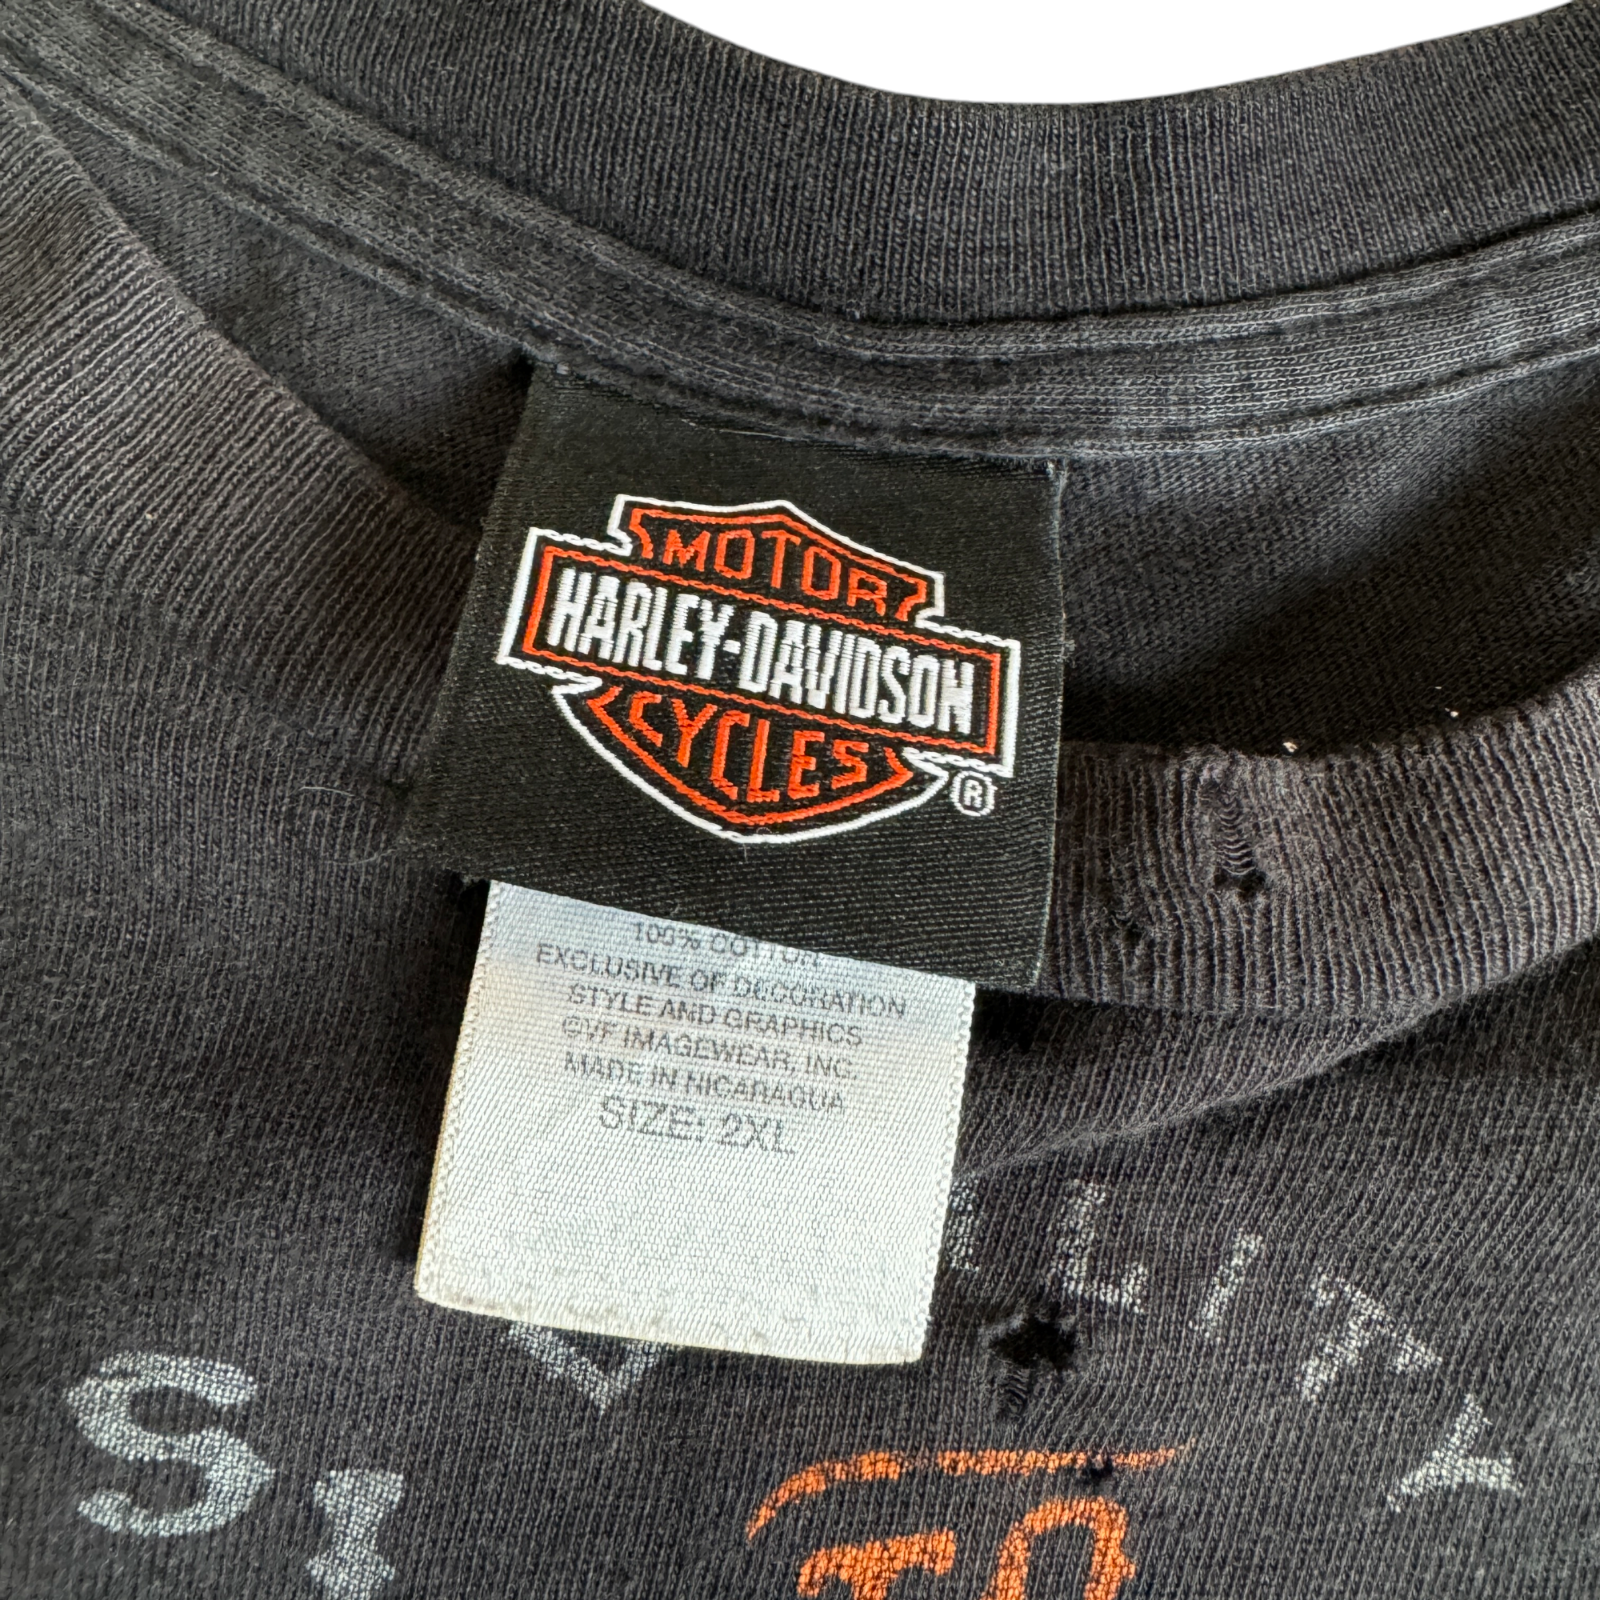 MOTOR
HARLEY-DAVIDSON
CYCLES
®
100% COTTON
EXCLUSIVE OF DECORATION
STYLE AND GRAPHICS
©VF IMAGEWEAR, INC.
MADE IN NICARAGUA
SIZE: 2XL